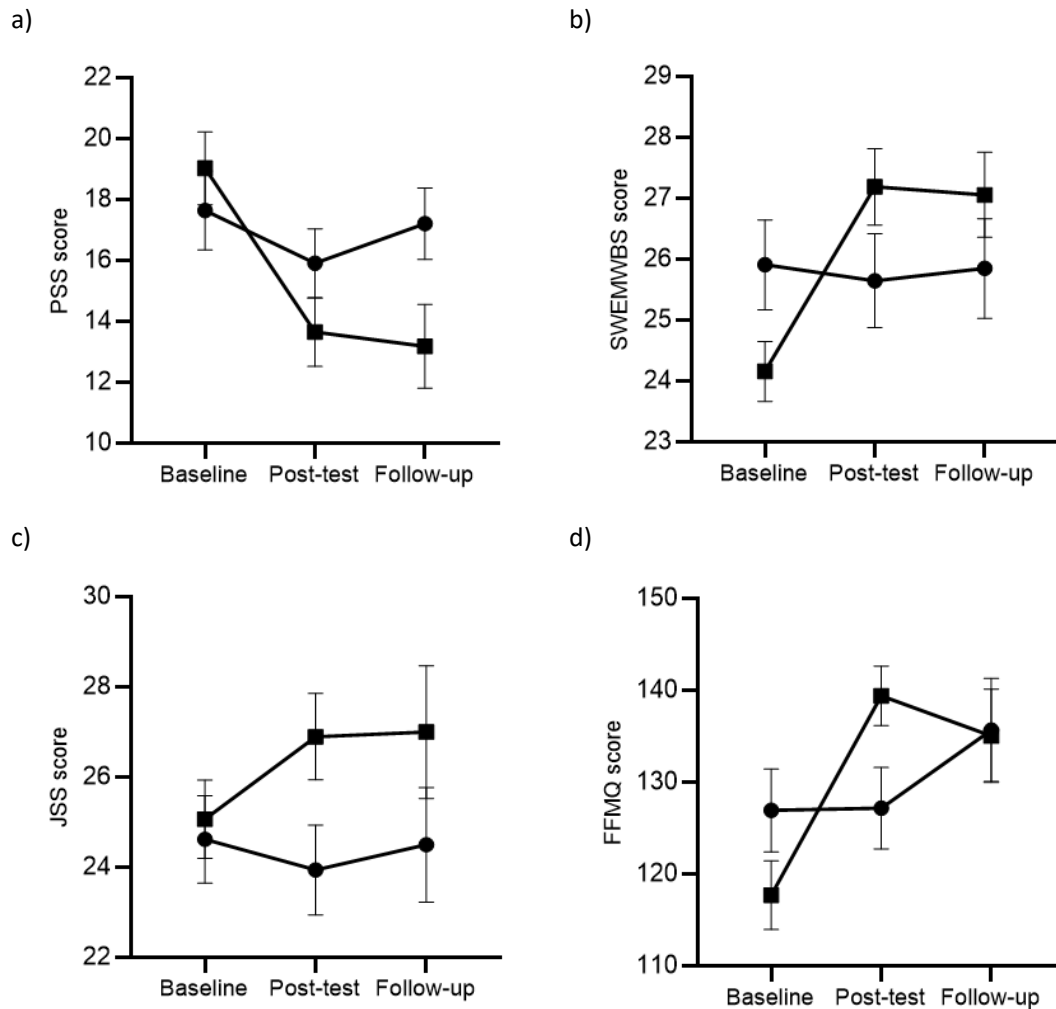 a)
PSS score
22
20
18
16
14
12
10
Baseline Post-test Follow-up
b)
SWEMWBS score
29
28
27
26
25
24
23
Baseline Post-test Follow-up
c)
JSS score
30
28
26
24
22
Baseline Post-test Follow-up
d)
FFMQ score
150
140
130
120
110
Baseline Post-test Follow-up